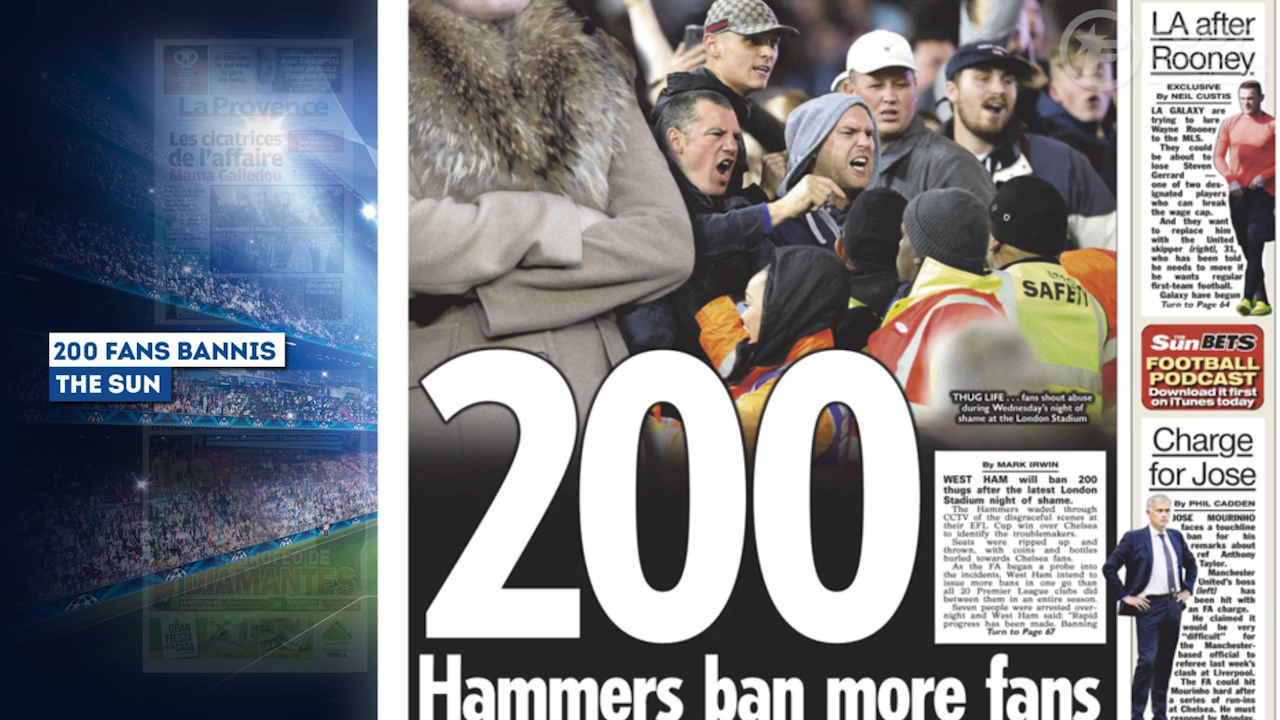 La Provence
Les cicatrices
de l'affaire
Mama Galledou
200 FANS BANNIS
THE SUN
SAFETY
THUG LIFE . . . fans shout abuse
during Wednesday's night of
shame at the London Stadium
200
Hammers ban more fans
By MARK IRWIN
WEST HAM will ban 200
thugs after the latest London
Stadium night of shame.
The Hammers waded through
CCTV of the disgraceful scenes at
their EFL Cup win over Chelsea
to identify the troublemakers.
Seats were ripped up and
thrown, with coins and bottles
hurled towards Chelsea fans.
As the FA began a probe into
the incidents, West Ham intend to
issue more bans in one go than
all 20 Premier League clubs did
between them in an entire season.
Seven people were arrested over-
night and West Ham said: "Rapid
progress has been made. Banning
Turn to Page 67
LA after
Rooney
EXCLUSIVE
By NEIL CUSTIS
LA GALAXY are
trying to lure
Wayne Rooney
to the MLS.
They could
be about to
lose Steven
Gerrard —
one of two des-
ignated players
who can break
the wage cap.
And they want
to replace him
with the United
skipper (right), 31,
who has been told
he needs to move if
he wants regular
first-team football.
Galaxy have begun
Turn to Page 64
THE Sun BETS
FOOTBALL
PODCAST
Download it first
on iTunes today
Charge
for Jose
By PHIL CADDEN
JOSE MOURINHO
faces a touchline
ban for his
remarks about
ref Anthony
Taylor.
Manchester
United's boss
(left) has
been hit with
an FA charge.
He claimed it
would be very
"difficult" for
the Manchester-
based official to
referee last week's
clash at Liverpool.
The FA could hit
Mourinho hard after
a series of run-ins
at Chelsea. He must
respond by Monday.